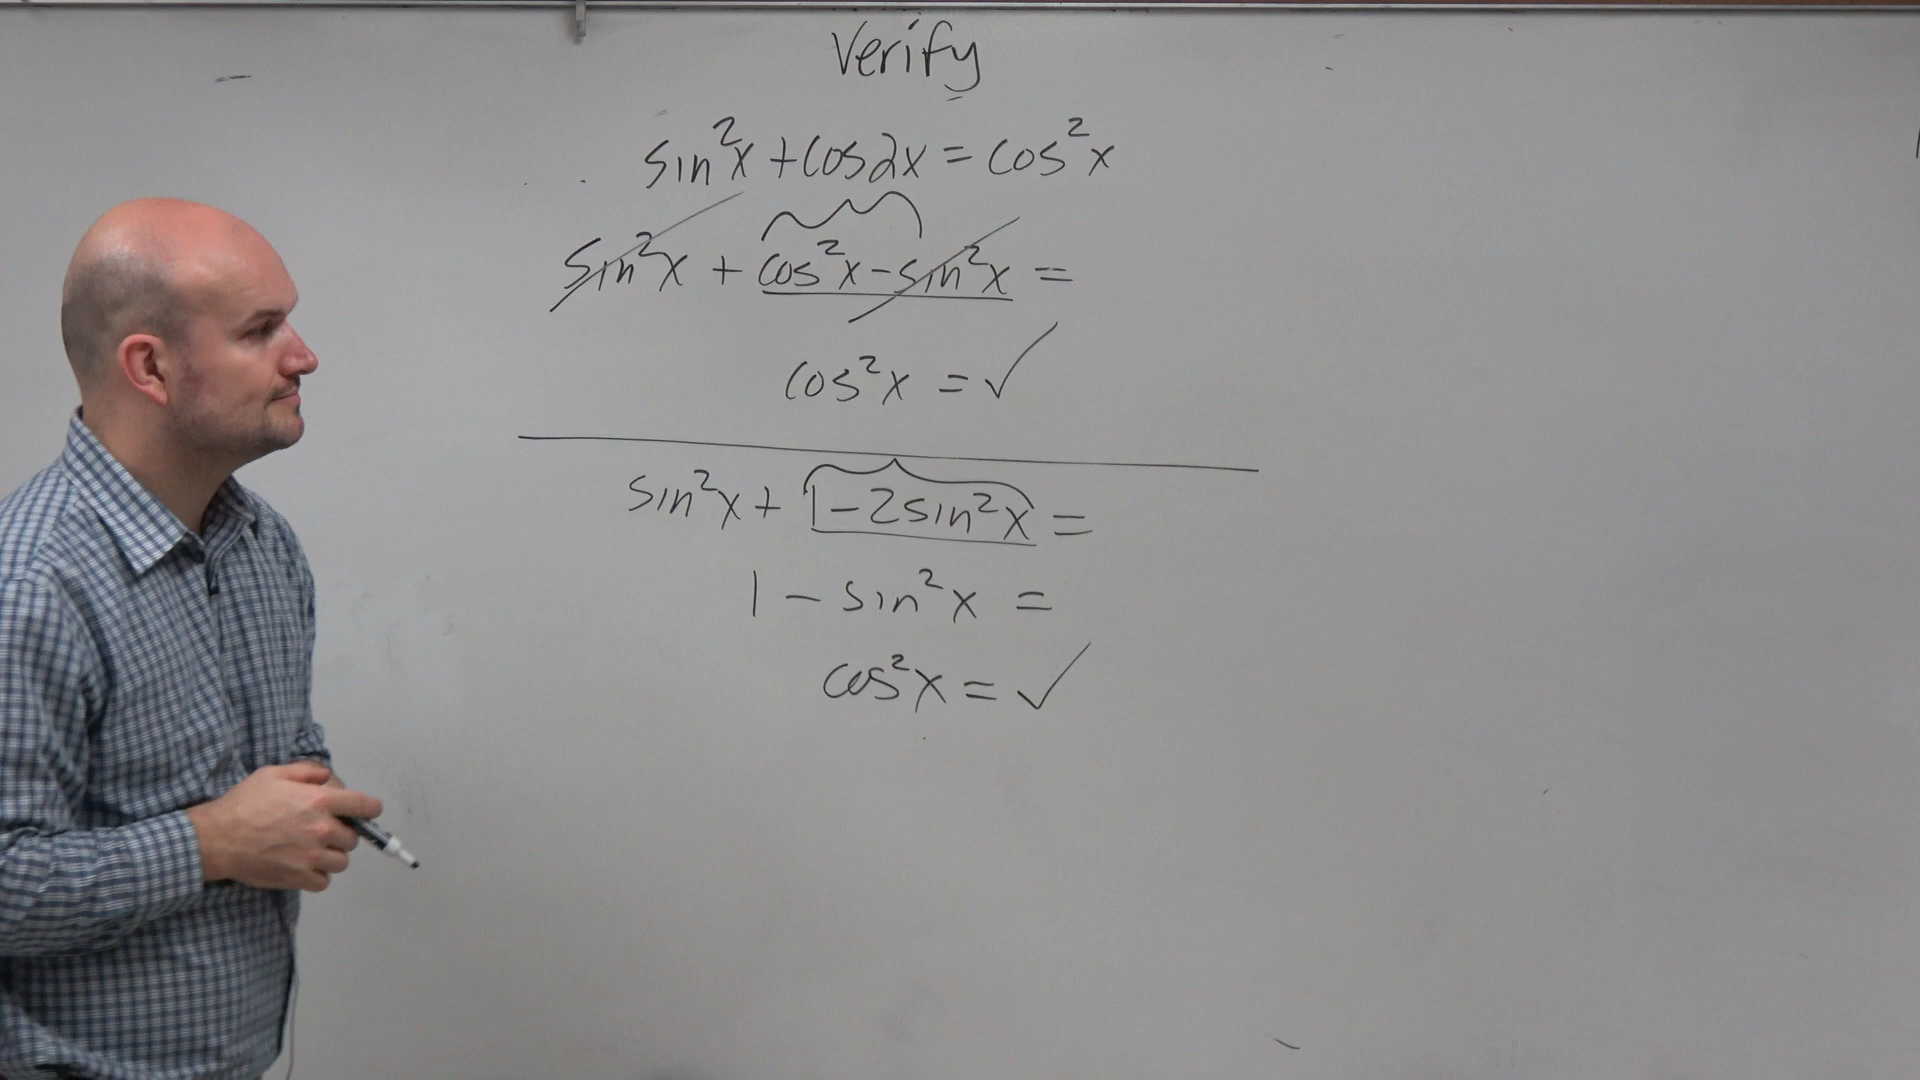 Verify
sin²x + cos2x = cos²x
sin²x + cos²x - sin²x =
cos²x = ✓
sin²x + 1 - 2sin²x =
1 - sin²x =
cos²x = ✓